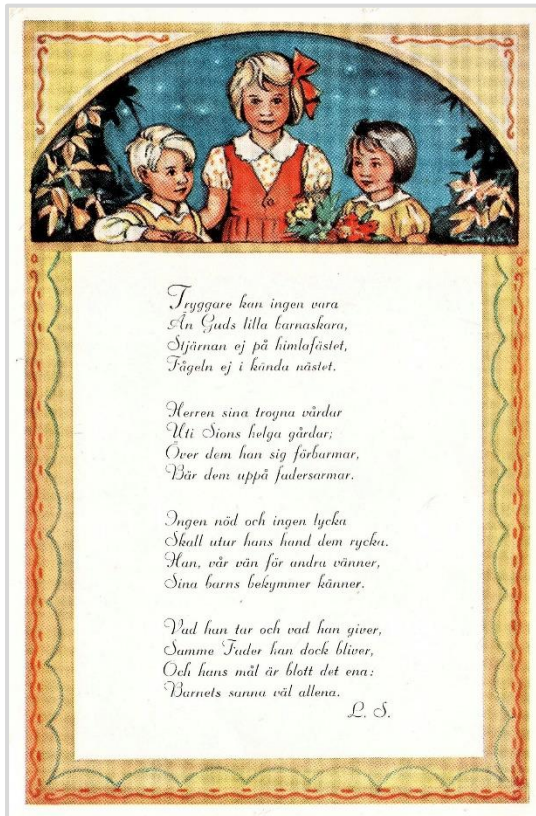 Tryggare kan ingen vara
Än Guds lilla barnaskara,
Stjärnan ej på himlafästet,
Fågeln ej i kända nästet.
Herren sina trogna vårdar
Uti Sions helga gårdar;
Över dem han sig förbarmar,
Bär dem uppå fadersarmar.
Ingen nöd och ingen lycka
Skall utur hans hand dem rycka.
Han, vår vän för andra vänner,
Sina barns bekymmer känner.
Vad han tar och vad han giver,
Samme Fader han dock bliver,
Och hans mål är blott det ena:
Barnets sanna väl allena.
L. S.